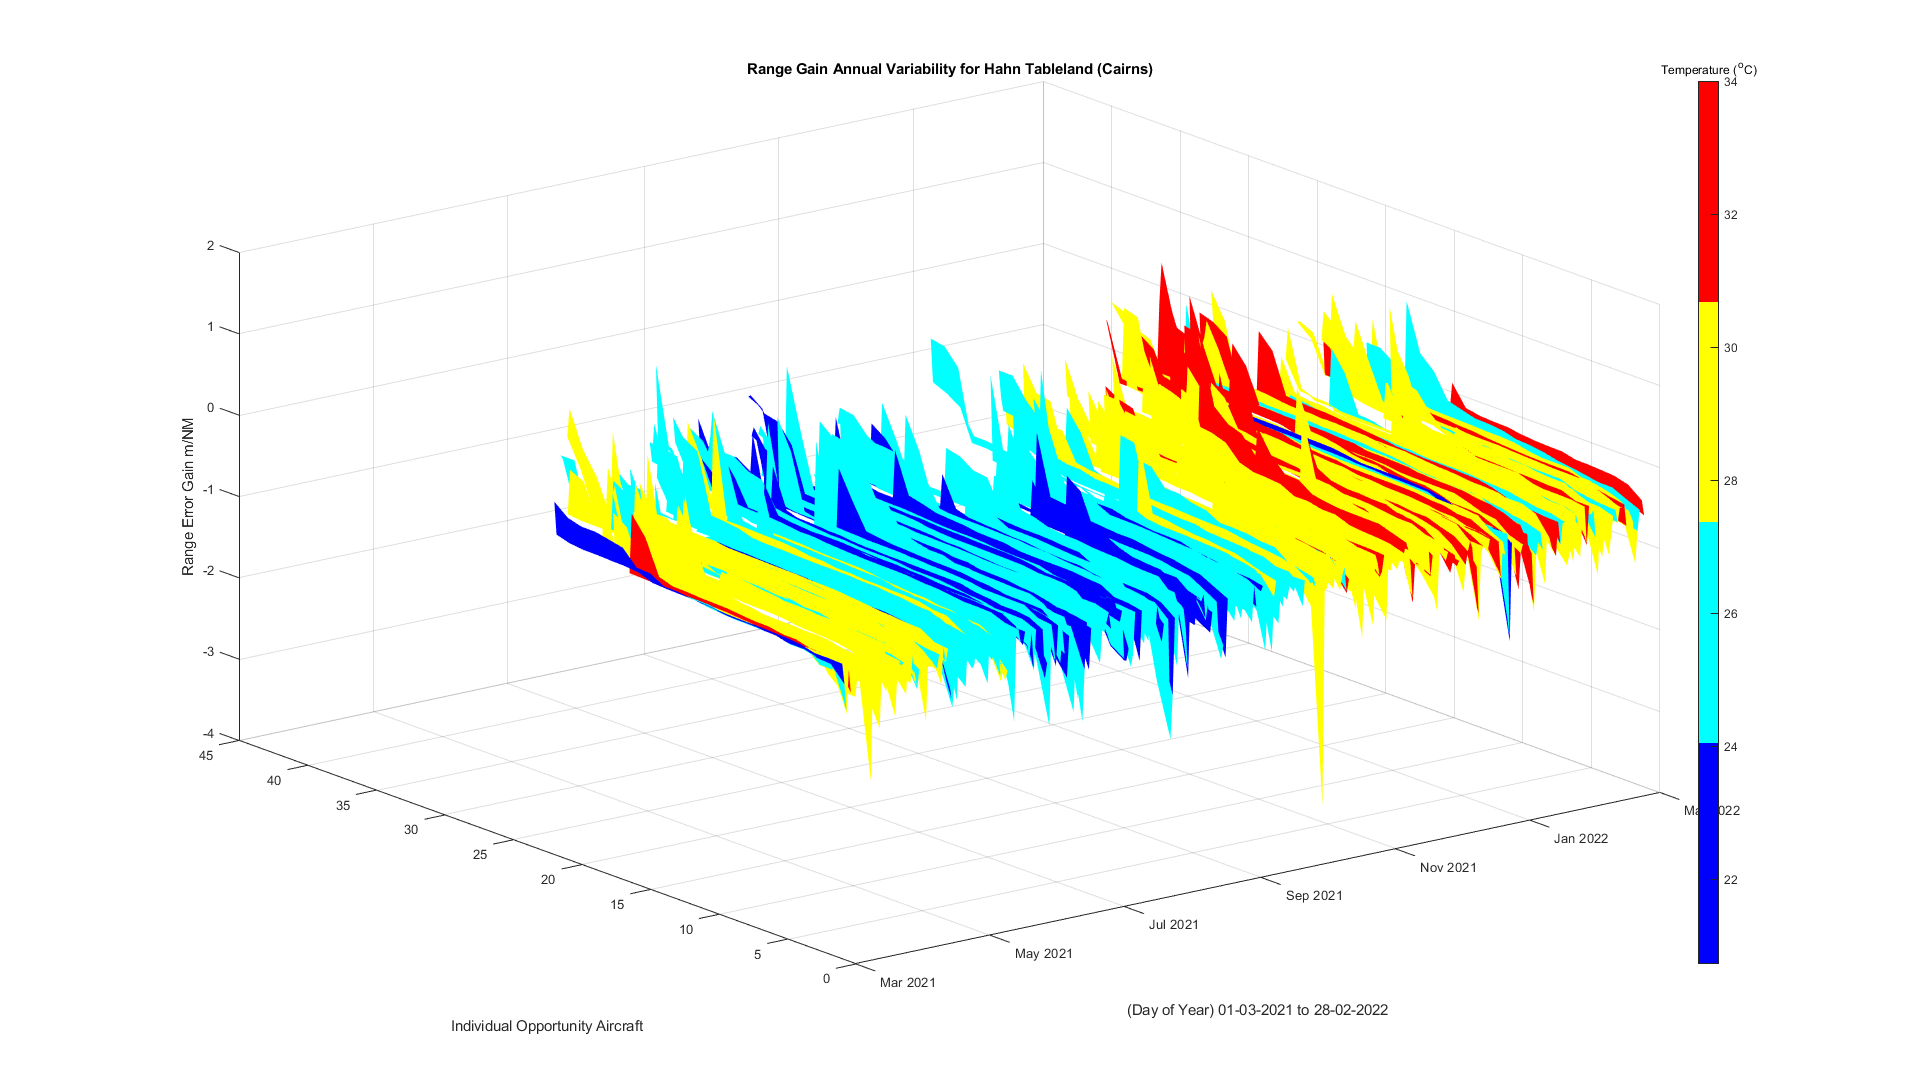 Range Gain Annual Variability for Hahn Tableland (Cairns)
Temperature (°C)
34
32
30
28
26
24
22
Range Error Gain m/NM
2
1
0
-1
-2
-3
-4
45
40
35
30
25
20
15
10
5
0
Individual Opportunity Aircraft
Mar 2021
May 2021
Jul 2021
Sep 2021
Nov 2021
Jan 2022
(Day of Year) 01-03-2021 to 28-02-2022